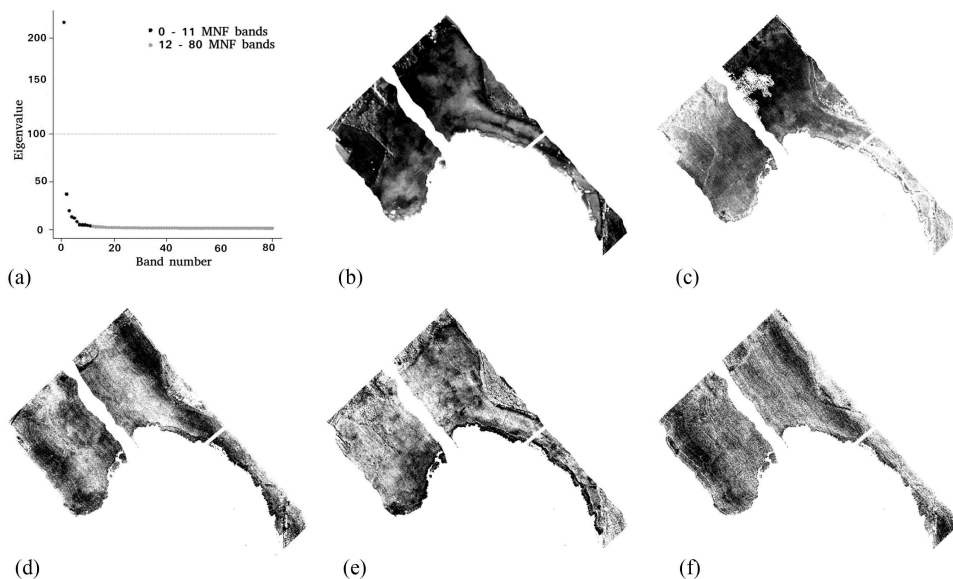 200
150
100
50
0
Eigenvalue
0 - 11 MNF bands
12 - 80 MNF bands
0 20 40 60 80
Band number
(a)
(b)
(c)
(d)
(e)
(f)